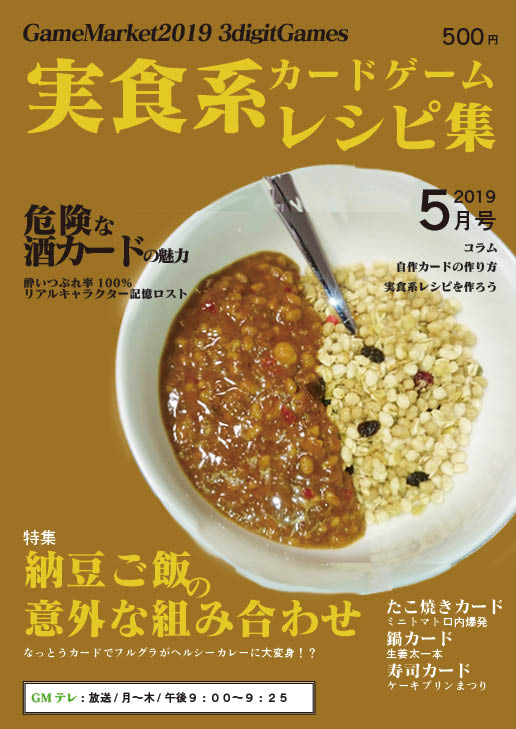 GameMarket2019 3digitGames
500円
実食系カードゲーム
レシピ集
危険な
酒カードの魅力
酔いつぶれ率100%
リアルキャラクター記憶ロスト
2019
5月号
コラム
自作カードの作り方
実食系レシピを作ろう
特集
納豆ご飯の
意外な組み合わせ
なっとうカードでフルグラがヘルシーカレーに大変身！？
たこ焼きカード
ミニトマト口内爆発
鍋カード
生姜太一本
寿司カード
ケーキプリンまつり
GMテレ：放送/月〜木/午後９：００〜９：２５